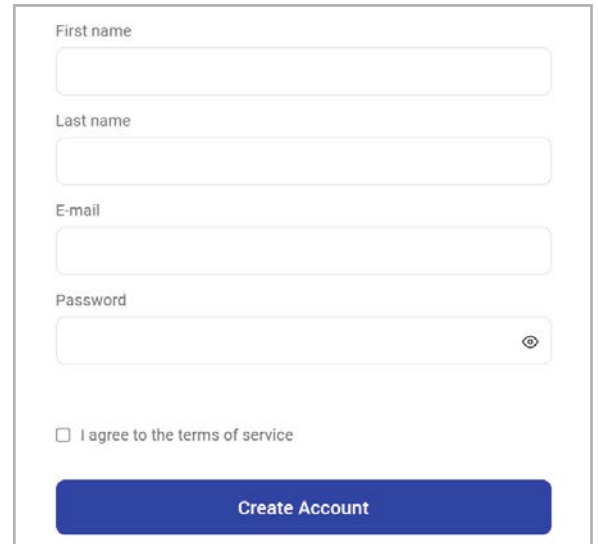 First name
Last name
E-mail
Password
I agree to the terms of service
Create Account